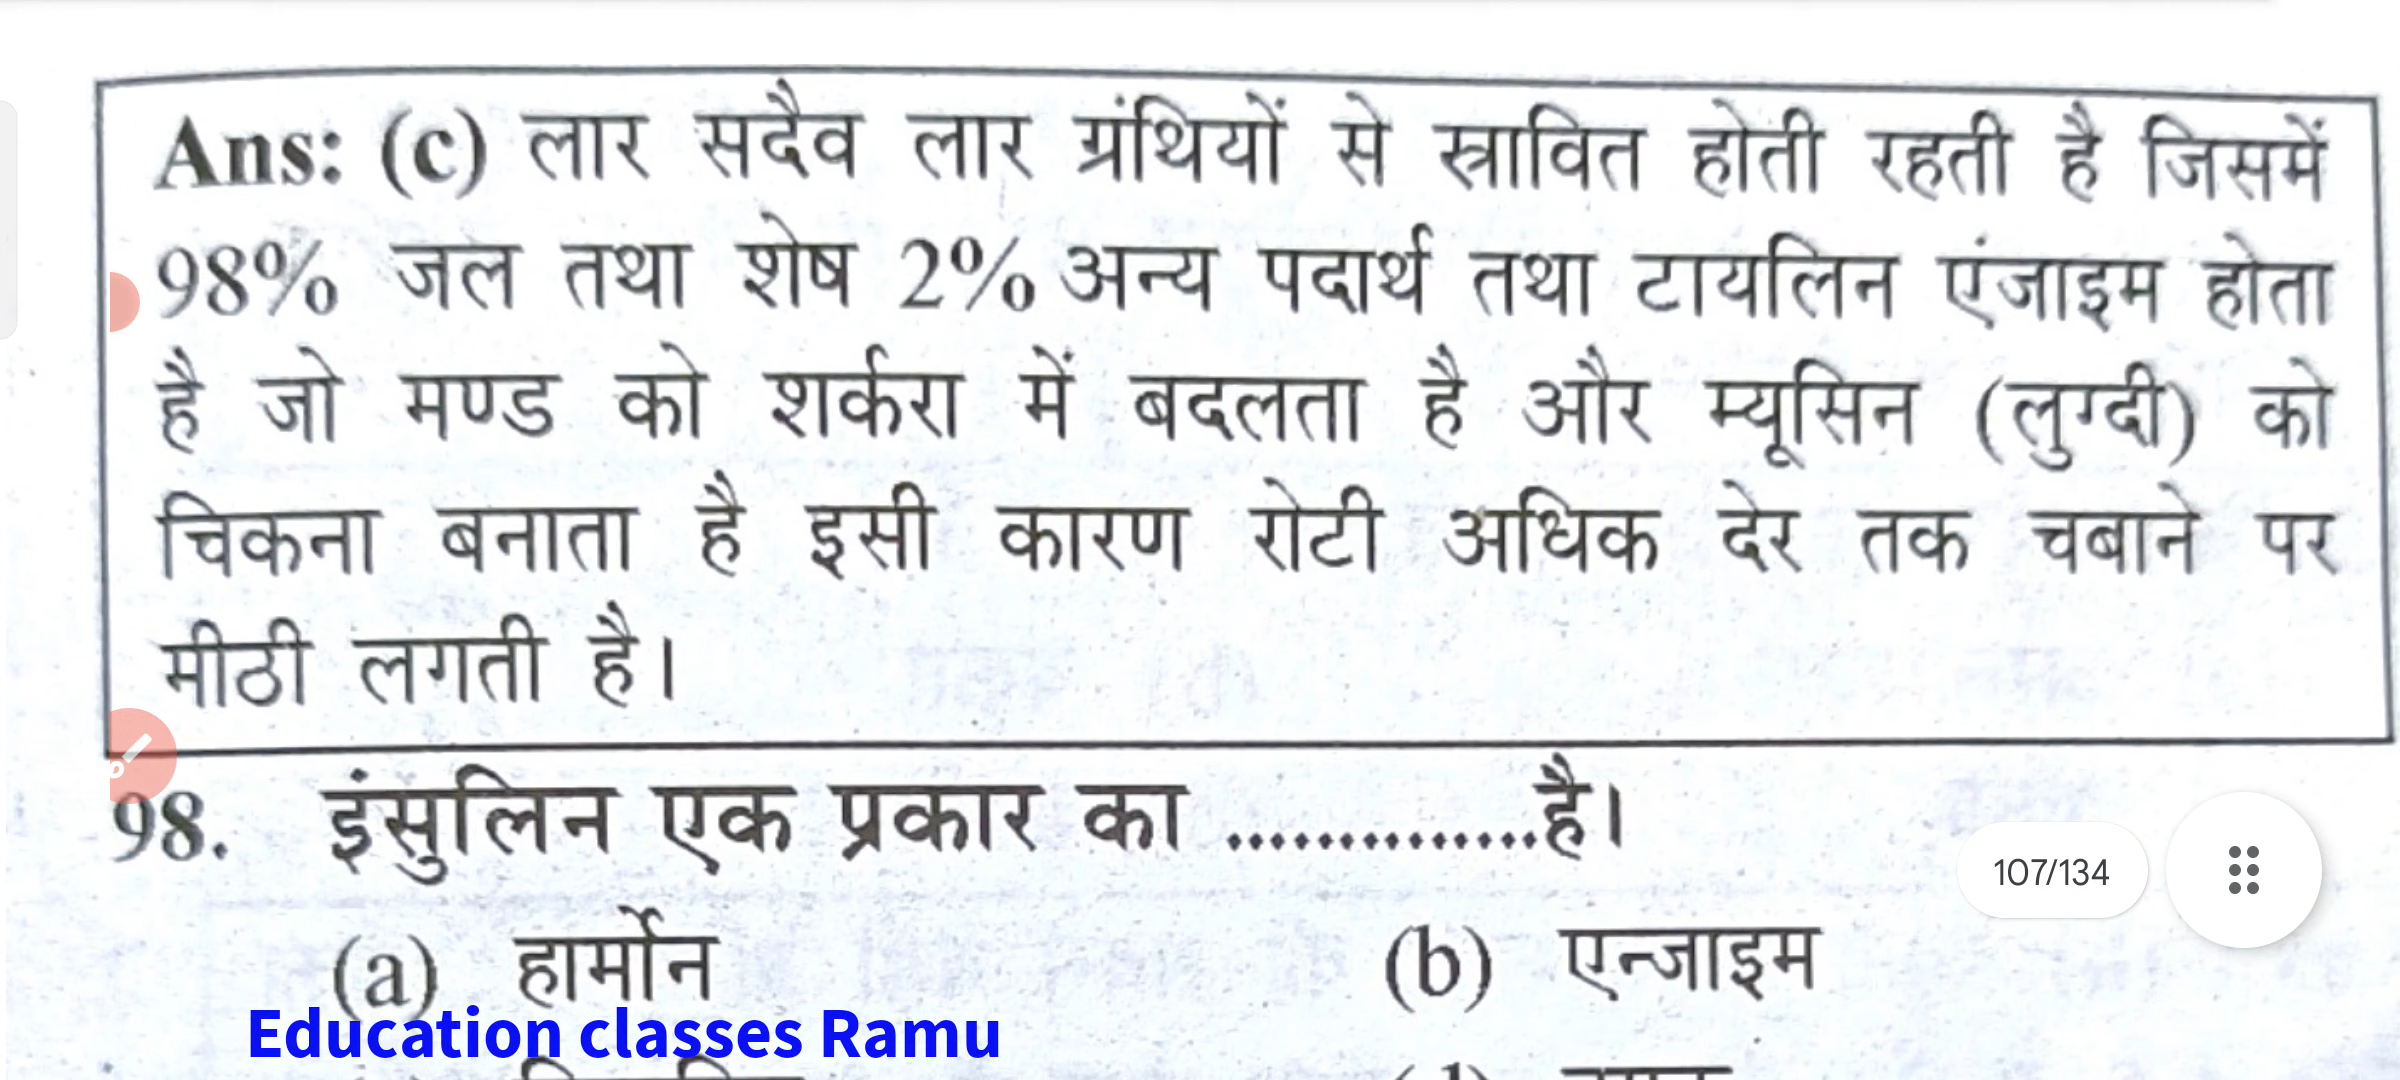 Ans: (c) लार सदैव लार ग्रंथियों से स्रावित होती रहती है जिसमें
98% जल तथा शेष 2% अन्य पदार्थ तथा टायलिन एंजाइम होता
है जो मण्ड को शर्करा में बदलता है और म्यूसिन (लुग्दी) को
चिकना बनाता है इसी कारण रोटी अधिक देर तक चबाने पर
मीठी लगती है।
98. इंसुलिन एक प्रकार का ..............है।
107/134
(a) हार्मोन (b) एन्जाइम
Education classes Ramu